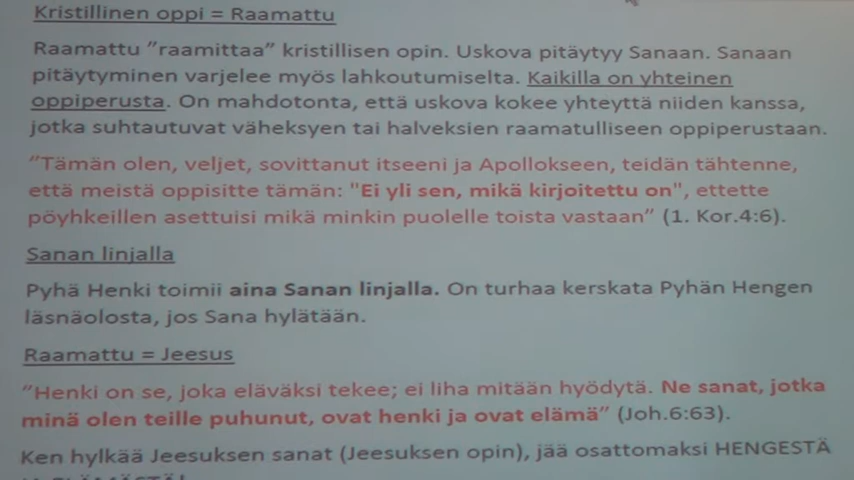 Kristillinen oppi = Raamattu
Raamattu ”raamittaa” kristillisen opin. Uskova pitäytyy Sanaan. Sanaan
pitäytyminen varjelee myös lahkoutumiselta. Kaikilla on yhteinen
oppiperusta. On mahdotonta, että uskova kokee yhteyttä niiden kanssa,
jotka suhtautuvat väheksyen tai halveksien raamatulliseen oppiperustaan.
”Tämän olen, veljet, sovittanut itseeni ja Apollokseen, teidän tähtenne,
että meistä oppisitte tämän: "Ei yli sen, mikä kirjoitettu on", ettette
pöyhkeillen asettuisi mikä minkin puolelle toista vastaan” (1. Kor.4:6).
Sanan linjalla
Pyhä Henki toimii aina Sanan linjalla. On turhaa kerskata Pyhän Hengen
läsnäolosta, jos Sana hylätään.
Raamattu = Jeesus
”Henki on se, joka eläväksi tekee; ei liha mitään hyödytä. Ne sanat, jotka
minä olen teille puhunut, ovat henki ja ovat elämä” (Joh.6:63).
Ken hylkää Jeesuksen sanat (Jeesuksen opin), jää osattomaksi HENGESTÄ